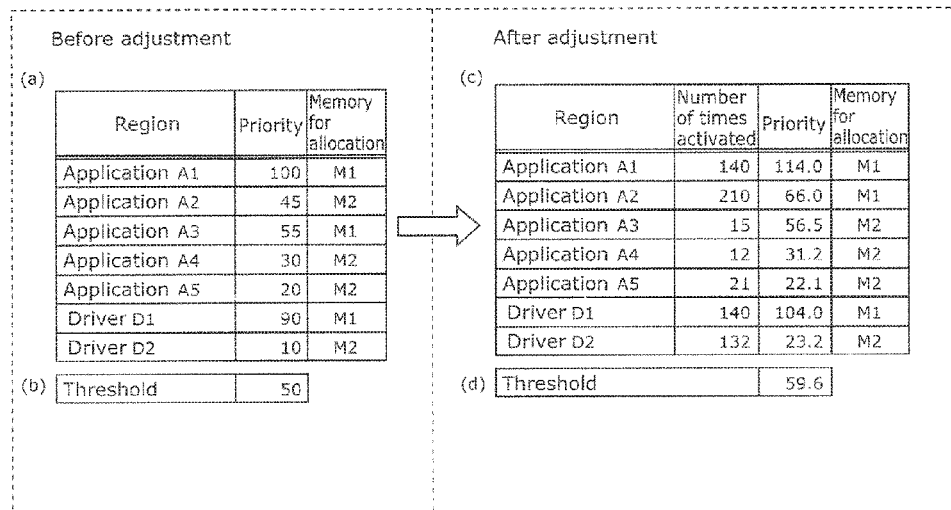 Before adjustment
(a)
Region Priority Memory for allocation
Application A1 100 M1
Application A2 45 M2
Application A3 55 M1
Application A4 30 M2
Application A5 20 M2
Driver D1 90 M1
Driver D2 10 M2
(b) Threshold 50
After adjustment
(c)
Region Number of times activated Priority Memory for allocation
Application A1 140 114.0 M1
Application A2 210 66.0 M1
Application A3 15 56.5 M2
Application A4 12 31.2 M2
Application A5 21 22.1 M2
Driver D1 140 104.0 M1
Driver D2 132 23.2 M2
(d) Threshold 59.6